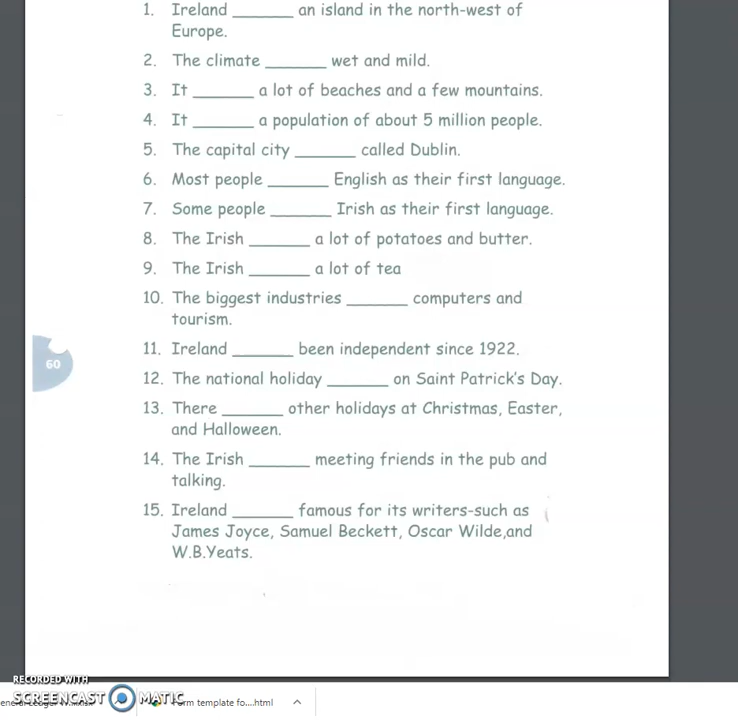 1. Ireland _______ an island in the north-west of
Europe.
2. The climate _______ wet and mild.
3. It _______ a lot of beaches and a few mountains.
4. It _______ a population of about 5 million people.
5. The capital city _______ called Dublin.
6. Most people _______ English as their first language.
7. Some people _______ Irish as their first language.
8. The Irish _______ a lot of potatoes and butter.
9. The Irish _______ a lot of tea
10. The biggest industries _______ computers and
tourism.
60
11. Ireland _______ been independent since 1922.
12. The national holiday _______ on Saint Patrick's Day.
13. There _______ other holidays at Christmas, Easter,
and Halloween.
14. The Irish _______ meeting friends in the pub and
talking.
15. Ireland _______ famous for its writers-such as
James Joyce, Samuel Beckett, Oscar Wilde,and
W.B.Yeats.
RECORDED WITH
SCREENCAST MATIC
template fo....html